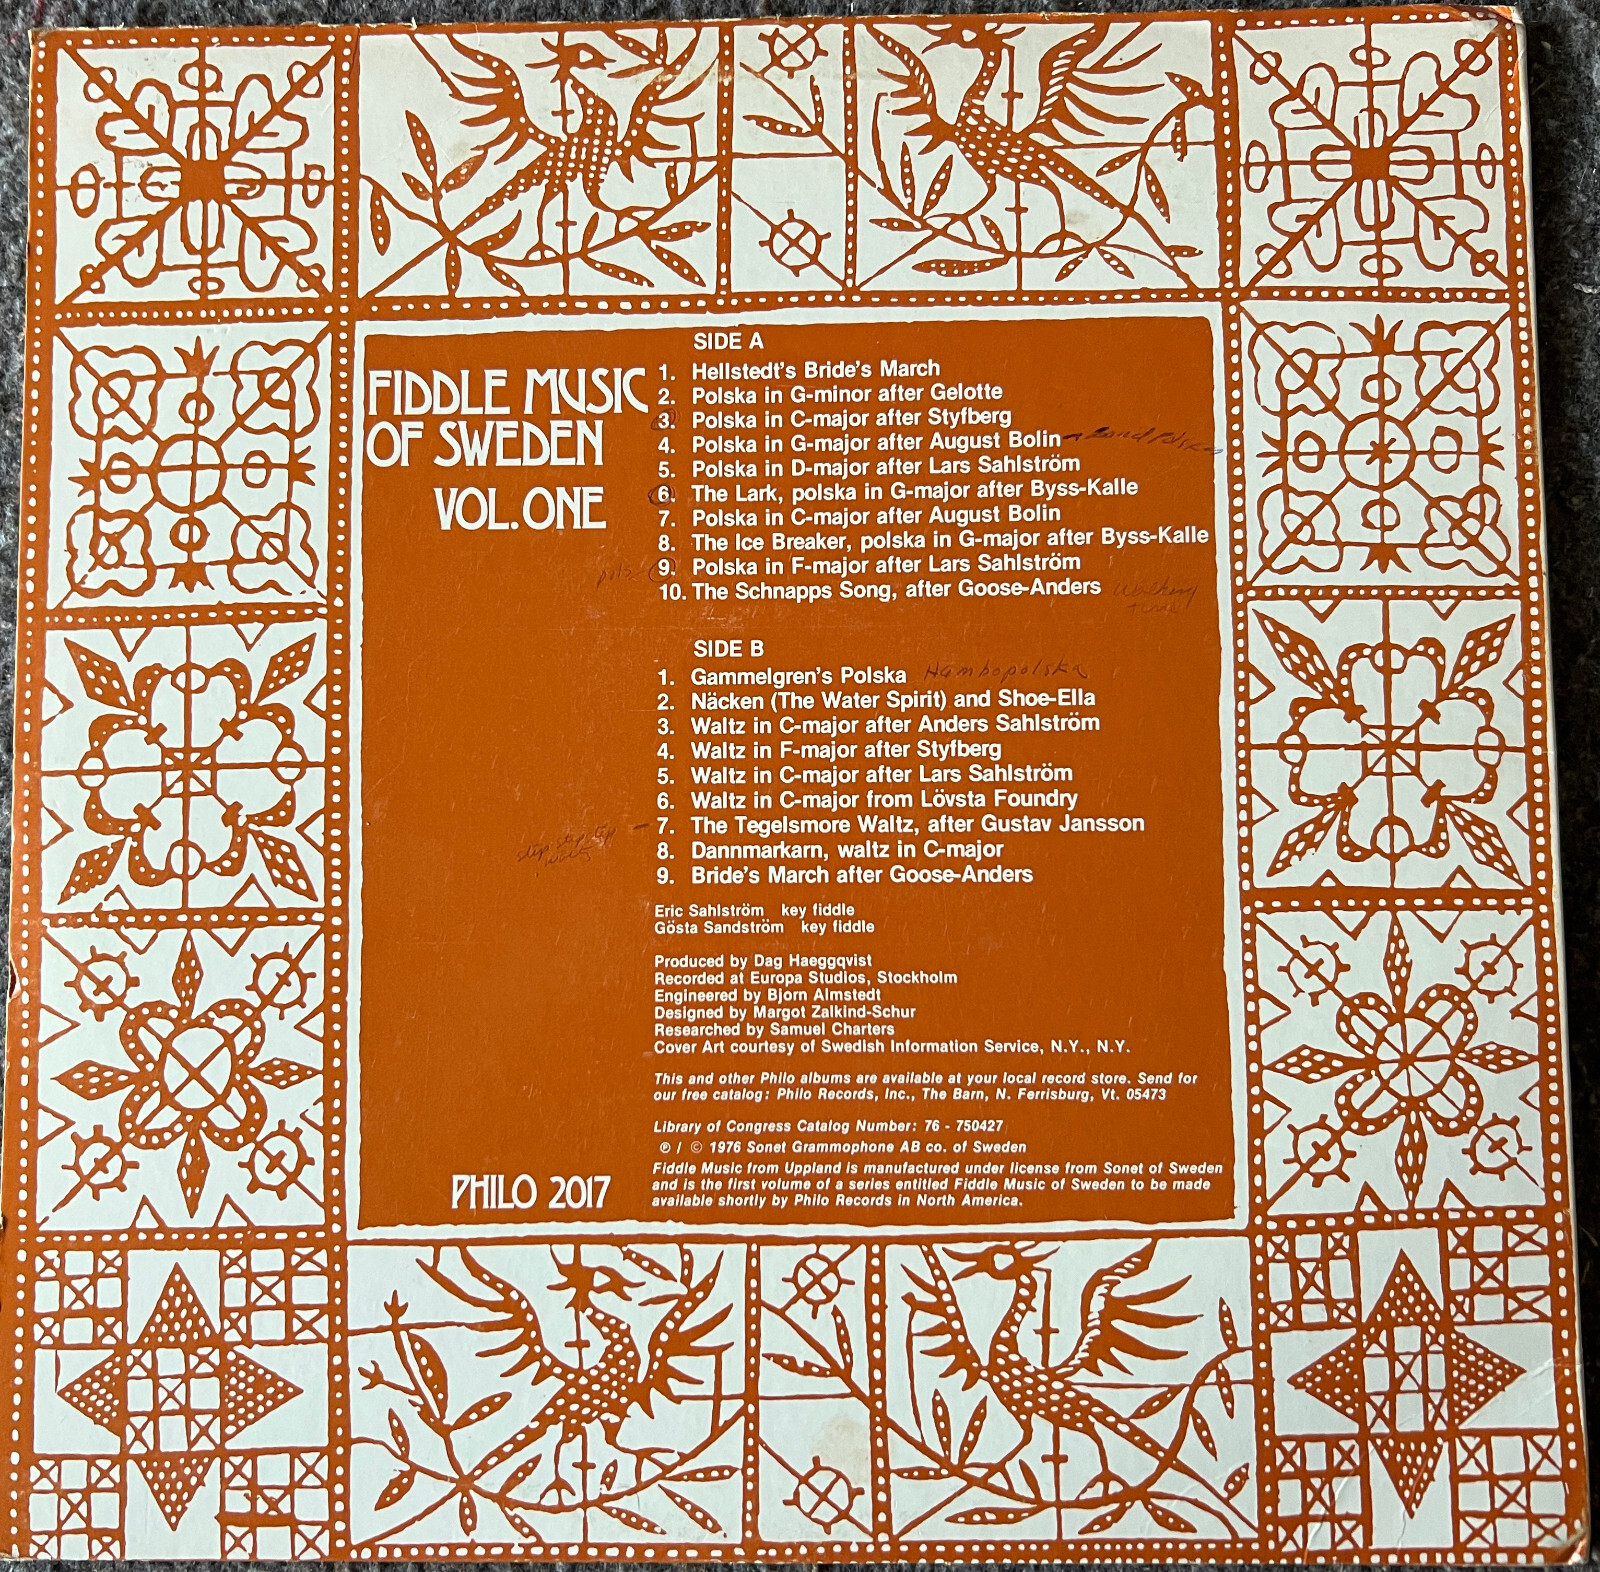 FIDDLE MUSIC
OF SWEDEN
VOL. ONE
SIDE A
1. Hellstedt's Bride's March
2. Polska in G-minor after Gelotte
3. Polska in C-major after Styfberg
4. Polska in G-major after August Bolin
5. Polska in D-major after Lars Sahlström
6. The Lark, polska in G-major after Byss-Kalle
7. Polska in C-major after August Bolin
8. The Ice Breaker, polska in G-major after Byss-Kalle
9. Polska in F-major after Lars Sahlström
10. The Schnapps Song, after Goose-Anders walking
tune
SIDE B
1. Gammelgren's Polska Hambopolska
2. Näcken (The Water Spirit) and Shoe-Ella
3. Waltz in C-major after Anders Sahlström
4. Waltz in F-major after Styfberg
5. Waltz in C-major after Lars Sahlström
6. Waltz in C-major from Lövsta Foundry
7. The Tegelsmore Waltz, after Gustav Jansson
step-step-step
waltz
8. Dannmarkarn, waltz in C-major
9. Bride's March after Goose-Anders
Eric Sahlström key fiddle
Gösta Sandström key fiddle
Produced by Dag Haeggqvist
Recorded at Europa Studios, Stockholm
Engineered by Bjorn Almstedt
Designed by Margot Zalkind-Schur
Researched by Samuel Charters
Cover Art courtesy of Swedish Information Service, N.Y., N.Y.
This and other Philo albums are available at your local record store. Send for
our free catalog: Philo Records, Inc., The Barn, N. Ferrisburg, Vt. 05473
Library of Congress Catalog Number: 76 - 750427
℗ / © 1976 Sonet Grammophone AB co. of Sweden
Fiddle Music from Uppland is manufactured under license from Sonet of Sweden
and is the first volume of a series entitled Fiddle Music of Sweden to be made
available shortly by Philo Records in North America.
PHILO 2017